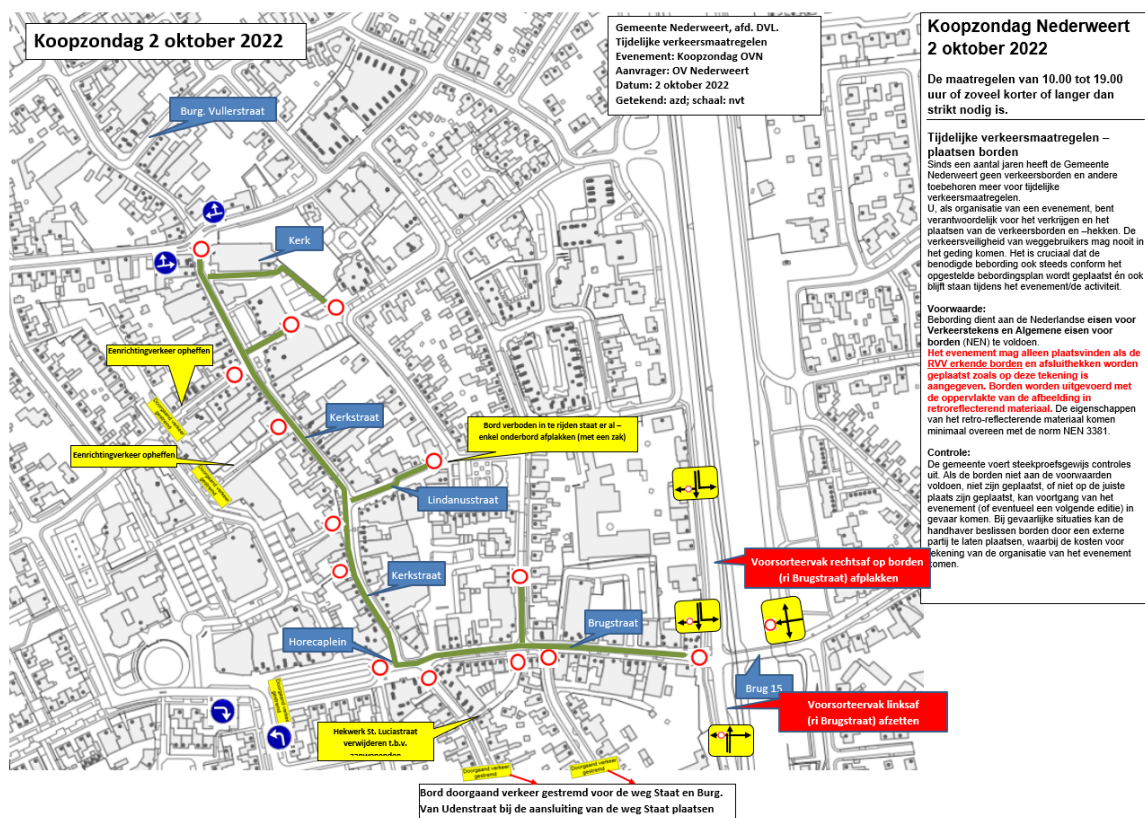 Koopzondag 2 oktober 2022
Gemeente Nederweert, afd. DVL.
Tijdelijke verkeersmaatregelen
Evenement: Koopzondag OVN
Aanvrager: OV Nederweert
Datum: 2 oktober 2022
Getekend: azd; schaal: nvt
Koopzondag Nederweert
2 oktober 2022
De maatregelen van 10.00 tot 19.00
uur of zoveel korter of langer dan
strikt nodig is.
Tijdelijke verkeersmaatregelen –
plaatsen borden
Sinds een aantal jaren heeft de Gemeente
Nederweert geen verkeersborden en andere
toebehoren meer voor tijdelijke
verkeersmaatregelen.
U, als organisatie van een evenement, bent
verantwoordelijk voor het verkrijgen en het
plaatsen van de verkeersborden en –hekken. De
verkeersveiligheid van weggebruikers mag nooit in
het geding komen. Het is cruciaal dat de
benodigde bebording ook steeds conform het
opgestelde bebordingsplan wordt geplaatst én ook
blijft staan tijdens het evenement/de activiteit.
Voorwaarde:
Bebording dient aan de Nederlandse eisen voor
Verkeerstekens en Algemene eisen voor
borden (NEN) te voldoen.
Het evenement mag alleen plaatsvinden als de
RVV erkende borden en afsluithekken worden
geplaatst zoals op deze tekening is
aangegeven. Borden worden uitgevoerd met
de oppervlakte van de afbeelding in
retroreflecterend materiaal. De eigenschappen
van het retro-reflecterende materiaal komen
minimaal overeen met de norm NEN 3381.
Controle:
De gemeente voert steekproefsgewijs controles
uit. Als de borden niet aan de voorwaarden
voldoen, niet zijn geplaatst, of niet op de juiste
plaats zijn geplaatst, kan voortgang van het
evenement (of eventueel een volgende editie) in
gevaar komen. Bij gevaarlijke situaties kan de
handhaver beslissen borden door een externe
partij te laten plaatsen, waarbij de kosten voor
rekening van de organisatie van het evenement
komen.
Burg. Vullerstraat
Kerk
Eenrichtingverkeer opheffen
Doorgaand verkeer
gestremd
Kerkstraat
Bord verboden in te rijden staat er al –
enkel onderbord afplakken (met een zak)
Eenrichtingverkeer opheffen
Doorgaand verkeer
gestremd
Lindanusstraat
Voorsorteervak rechtsaf op borden
(ri Brugstraat) afplakken
Kerkstraat
Brugstraat
Horecaplein
Brug 15
Voorsorteervak linksaf
(ri Brugstraat) afzetten
Doorgaand verkeer
gestremd
Hekwerk St. Luciastraat
verwijderen t.b.v.
Doorgaand verkeer
gestremd
Doorgaand verkeer
gestremd
Bord doorgaand verkeer gestremd voor de weg Staat en Burg.
Van Udenstraat bij de aansluiting van de weg Staat plaatsen